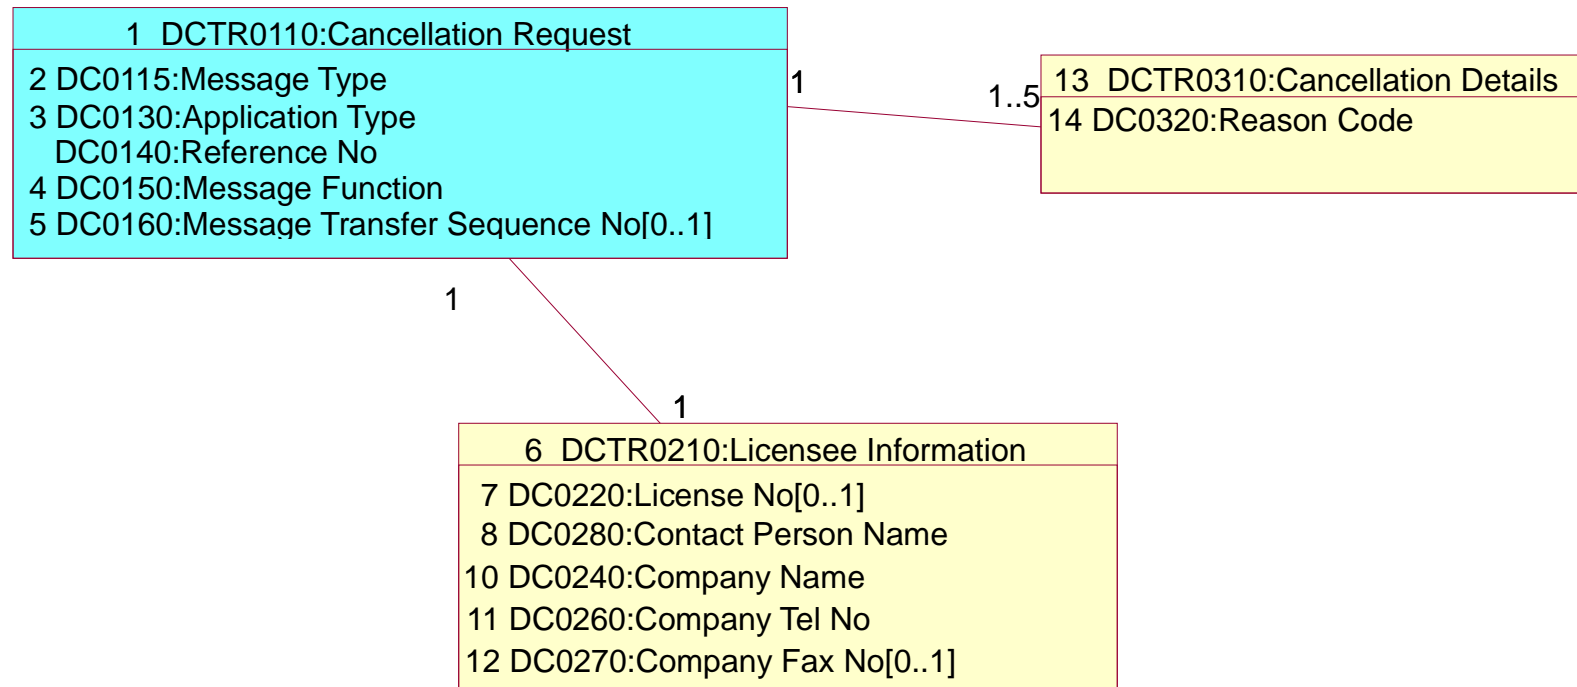 1 DCTR0110:Cancellation Request
2 DC0115:Message Type
3 DC0130:Application Type
DC0140:Reference No
4 DC0150:Message Function
5 DC0160:Message Transfer Sequence No[0..1]
1
1..5
13 DCTR0310:Cancellation Details
14 DC0320:Reason Code
1
1
6 DCTR0210:Licensee Information
7 DC0220:License No[0..1]
8 DC0280:Contact Person Name
10 DC0240:Company Name
11 DC0260:Company Tel No
12 DC0270:Company Fax No[0..1]